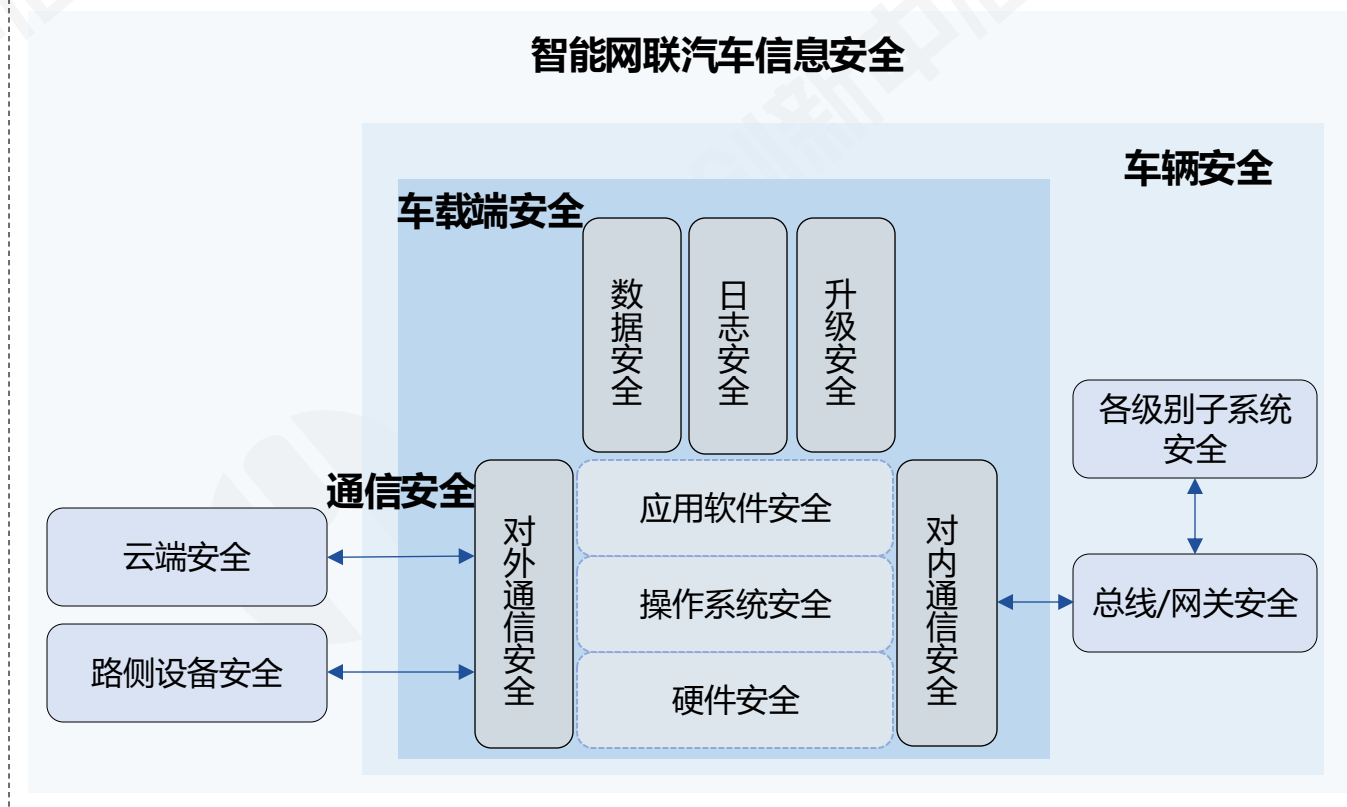 智能网联汽车信息安全
车辆安全
车载端安全
数据安全
日志安全
升级安全
各级别子系统
安全
通信安全
对外通信安全
应用软件安全
操作系统安全
硬件安全
对内通信安全
云端安全
路侧设备安全
总线/网关安全